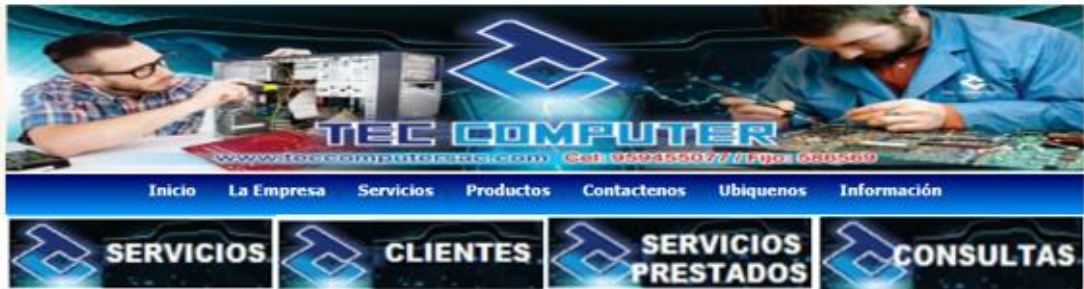 TEC COMPUTER
www.teccomputersac.com Cel: 959455077 / Fijo: 586569
Inicio La Empresa Servicios Productos Contactenos Ubiquenos Información
SERVICIOS CLIENTES SERVICIOS PRESTADOS CONSULTAS